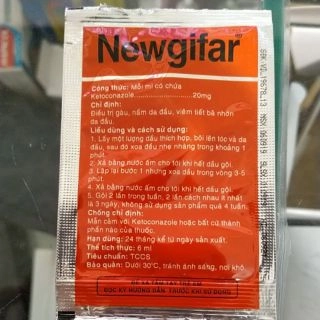 Newgifar®
Công thức: Mỗi ml có chứa
Ketoconazole..........................20mg
Chỉ định:
Điều trị gàu, nấm da đầu, viêm tiết bã nhờn
da đầu.
Liều dùng và cách sử dụng:
1. Lấy một lượng dầu thích hợp, bôi lên tóc và da
đầu, sau đó xoa đều nhẹ nhàng trong khoảng 1
phút.
2. Xả bằng nước ấm cho tới khi hết dầu gội.
3. Lặp lại bước 1 nhưng xoa dầu trong vòng 3-5
phút.
4. Xả bằng nước ấm cho tới khi hết dầu gội.
5. Gội 2 lần trong tuần, 2 lần cách nhau ít nhất
là 3 ngày, không sử dụng sản phẩm quá 4 tuần.
Chống chỉ định:
Mẫn cảm với Ketoconazole hoặc bất cứ thành
phần nào của thuốc.
Hạn dùng: 24 tháng kể từ ngày sản xuất.
Thể tích: 6 ml
Tiêu chuẩn: TCCS
Bảo quản: Dưới 30°C, tránh ánh sáng, nơi khô.
ĐỂ XA TẦM TAY TRẺ EM
ĐỌC KỸ HƯỚNG DẪN TRƯỚC KHI SỬ DỤNG